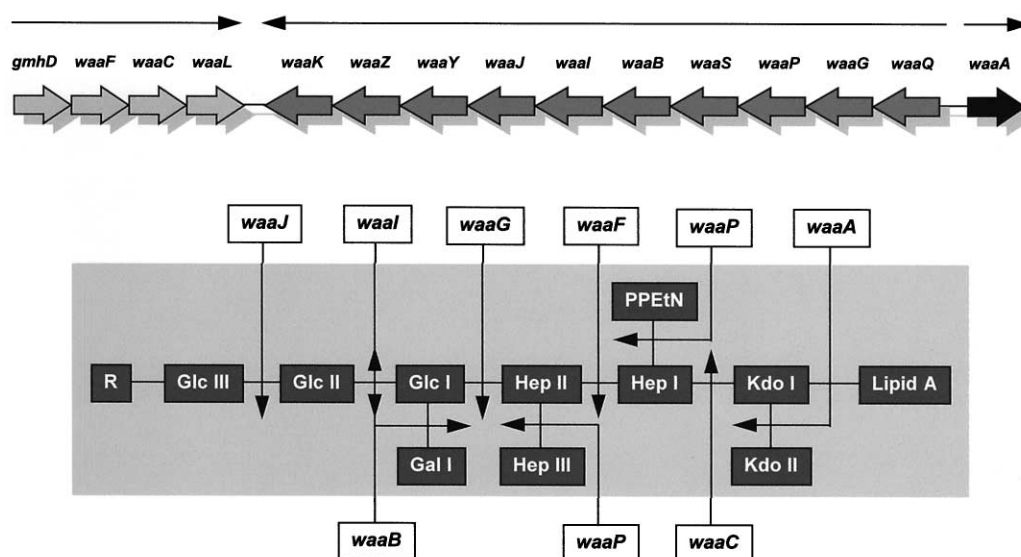 gmhD waaF waaC waaL waaK waaZ waaY waaJ waaI waaB waaS waaP waaG waaQ waaA
waaJ waaI waaG waaF waaP waaA
PPEtN
R Glc III Glc II Glc I Hep II Hep I Kdo I Lipid A
Gal I Hep III Kdo II
waaB waaP waaC